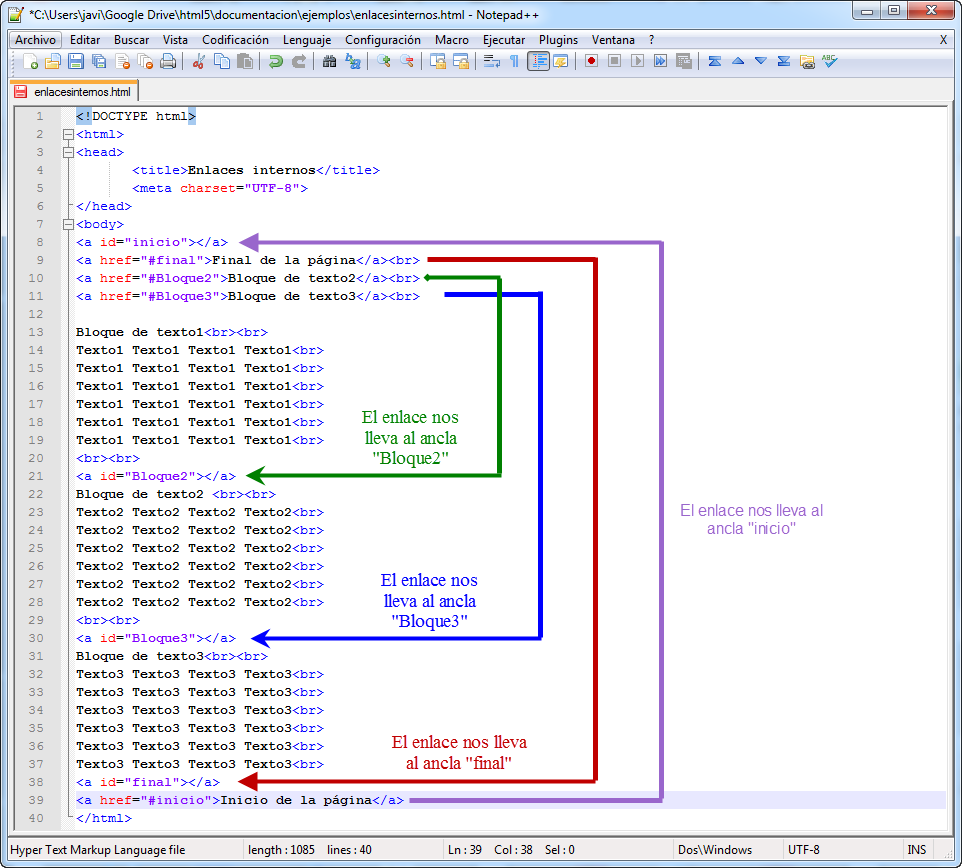 *C:\Users\javi\Google Drive\html5\documentacion\ejemplos\enlacesinternos.html - Notepad++
Archivo Editar Buscar Vista Codificación Lenguaje Configuración Macro Ejecutar Plugins Ventana ? X
enlacesinternos.html
1 <!DOCTYPE html>
2 <html>
3 <head>
4 <title>Enlaces internos</title>
5 <meta charset="UTF-8">
6 </head>
7 <body>
8 <a id="inicio"></a>
9 <a href="#final">Final de la página</a><br>
10 <a href="#Bloque2">Bloque de texto2</a><br>
11 <a href="#Bloque3">Bloque de texto3</a><br>
12
13 Bloque de texto1<br><br>
14 Texto1 Texto1 Texto1 Texto1<br>
15 Texto1 Texto1 Texto1 Texto1<br>
16 Texto1 Texto1 Texto1 Texto1<br>
17 Texto1 Texto1 Texto1 Texto1<br>
18 Texto1 Texto1 Texto1 Texto1<br>
19 Texto1 Texto1 Texto1 Texto1<br>
20 <br><br>
21 <a id="Bloque2"></a>
22 Bloque de texto2 <br><br>
23 Texto2 Texto2 Texto2 Texto2<br>
24 Texto2 Texto2 Texto2 Texto2<br>
25 Texto2 Texto2 Texto2 Texto2<br>
26 Texto2 Texto2 Texto2 Texto2<br>
27 Texto2 Texto2 Texto2 Texto2<br>
28 Texto2 Texto2 Texto2 Texto2<br>
29 <br><br>
30 <a id="Bloque3"></a>
31 Bloque de texto3<br><br>
32 Texto3 Texto3 Texto3 Texto3<br>
33 Texto3 Texto3 Texto3 Texto3<br>
34 Texto3 Texto3 Texto3 Texto3<br>
35 Texto3 Texto3 Texto3 Texto3<br>
36 Texto3 Texto3 Texto3 Texto3<br>
37 Texto3 Texto3 Texto3 Texto3<br>
38 <a id="final"></a>
39 <a href="#inicio">Inicio de la página</a>
40 </html>
El enlace nos
lleva al ancla
"Bloque2"
El enlace nos lleva al
ancla "inicio"
El enlace nos
lleva al ancla
"Bloque3"
El enlace nos lleva
al ancla "final"
Hyper Text Markup Language file length : 1085 lines : 40 Ln : 39 Col : 38 Sel : 0 Dos\Windows UTF-8 INS